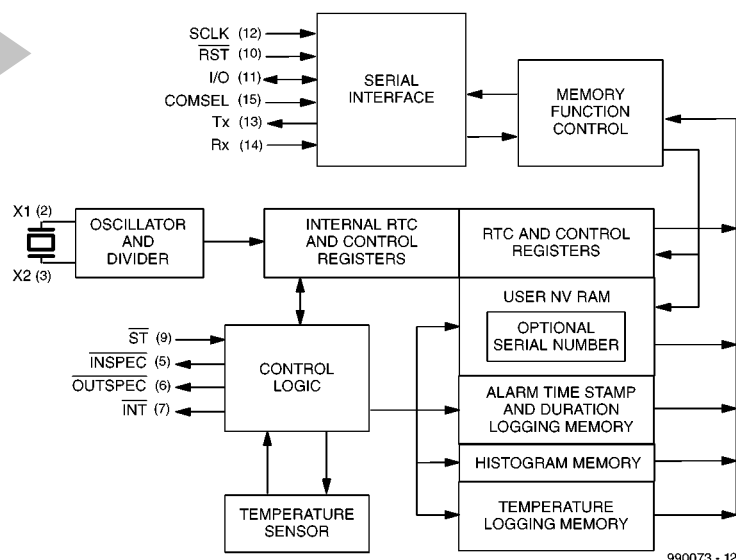 SCLK (12)
RST (10)
I/O (11)
COMSEL (15)
Tx (13)
Rx (14)
SERIAL
INTERFACE
MEMORY
FUNCTION
CONTROL
X1 (2)
X2 (3)
OSCILLATOR
AND
DIVIDER
INTERNAL RTC
AND CONTROL
REGISTERS
RTC AND CONTROL
REGISTERS
USER NV RAM
OPTIONAL
SERIAL NUMBER
ST (9)
INSPEC (5)
OUTSPEC (6)
INT (7)
CONTROL
LOGIC
ALARM TIME STAMP
AND DURATION
LOGGING MEMORY
HISTOGRAM MEMORY
TEMPERATURE
LOGGING MEMORY
TEMPERATURE
SENSOR
990073 - 12